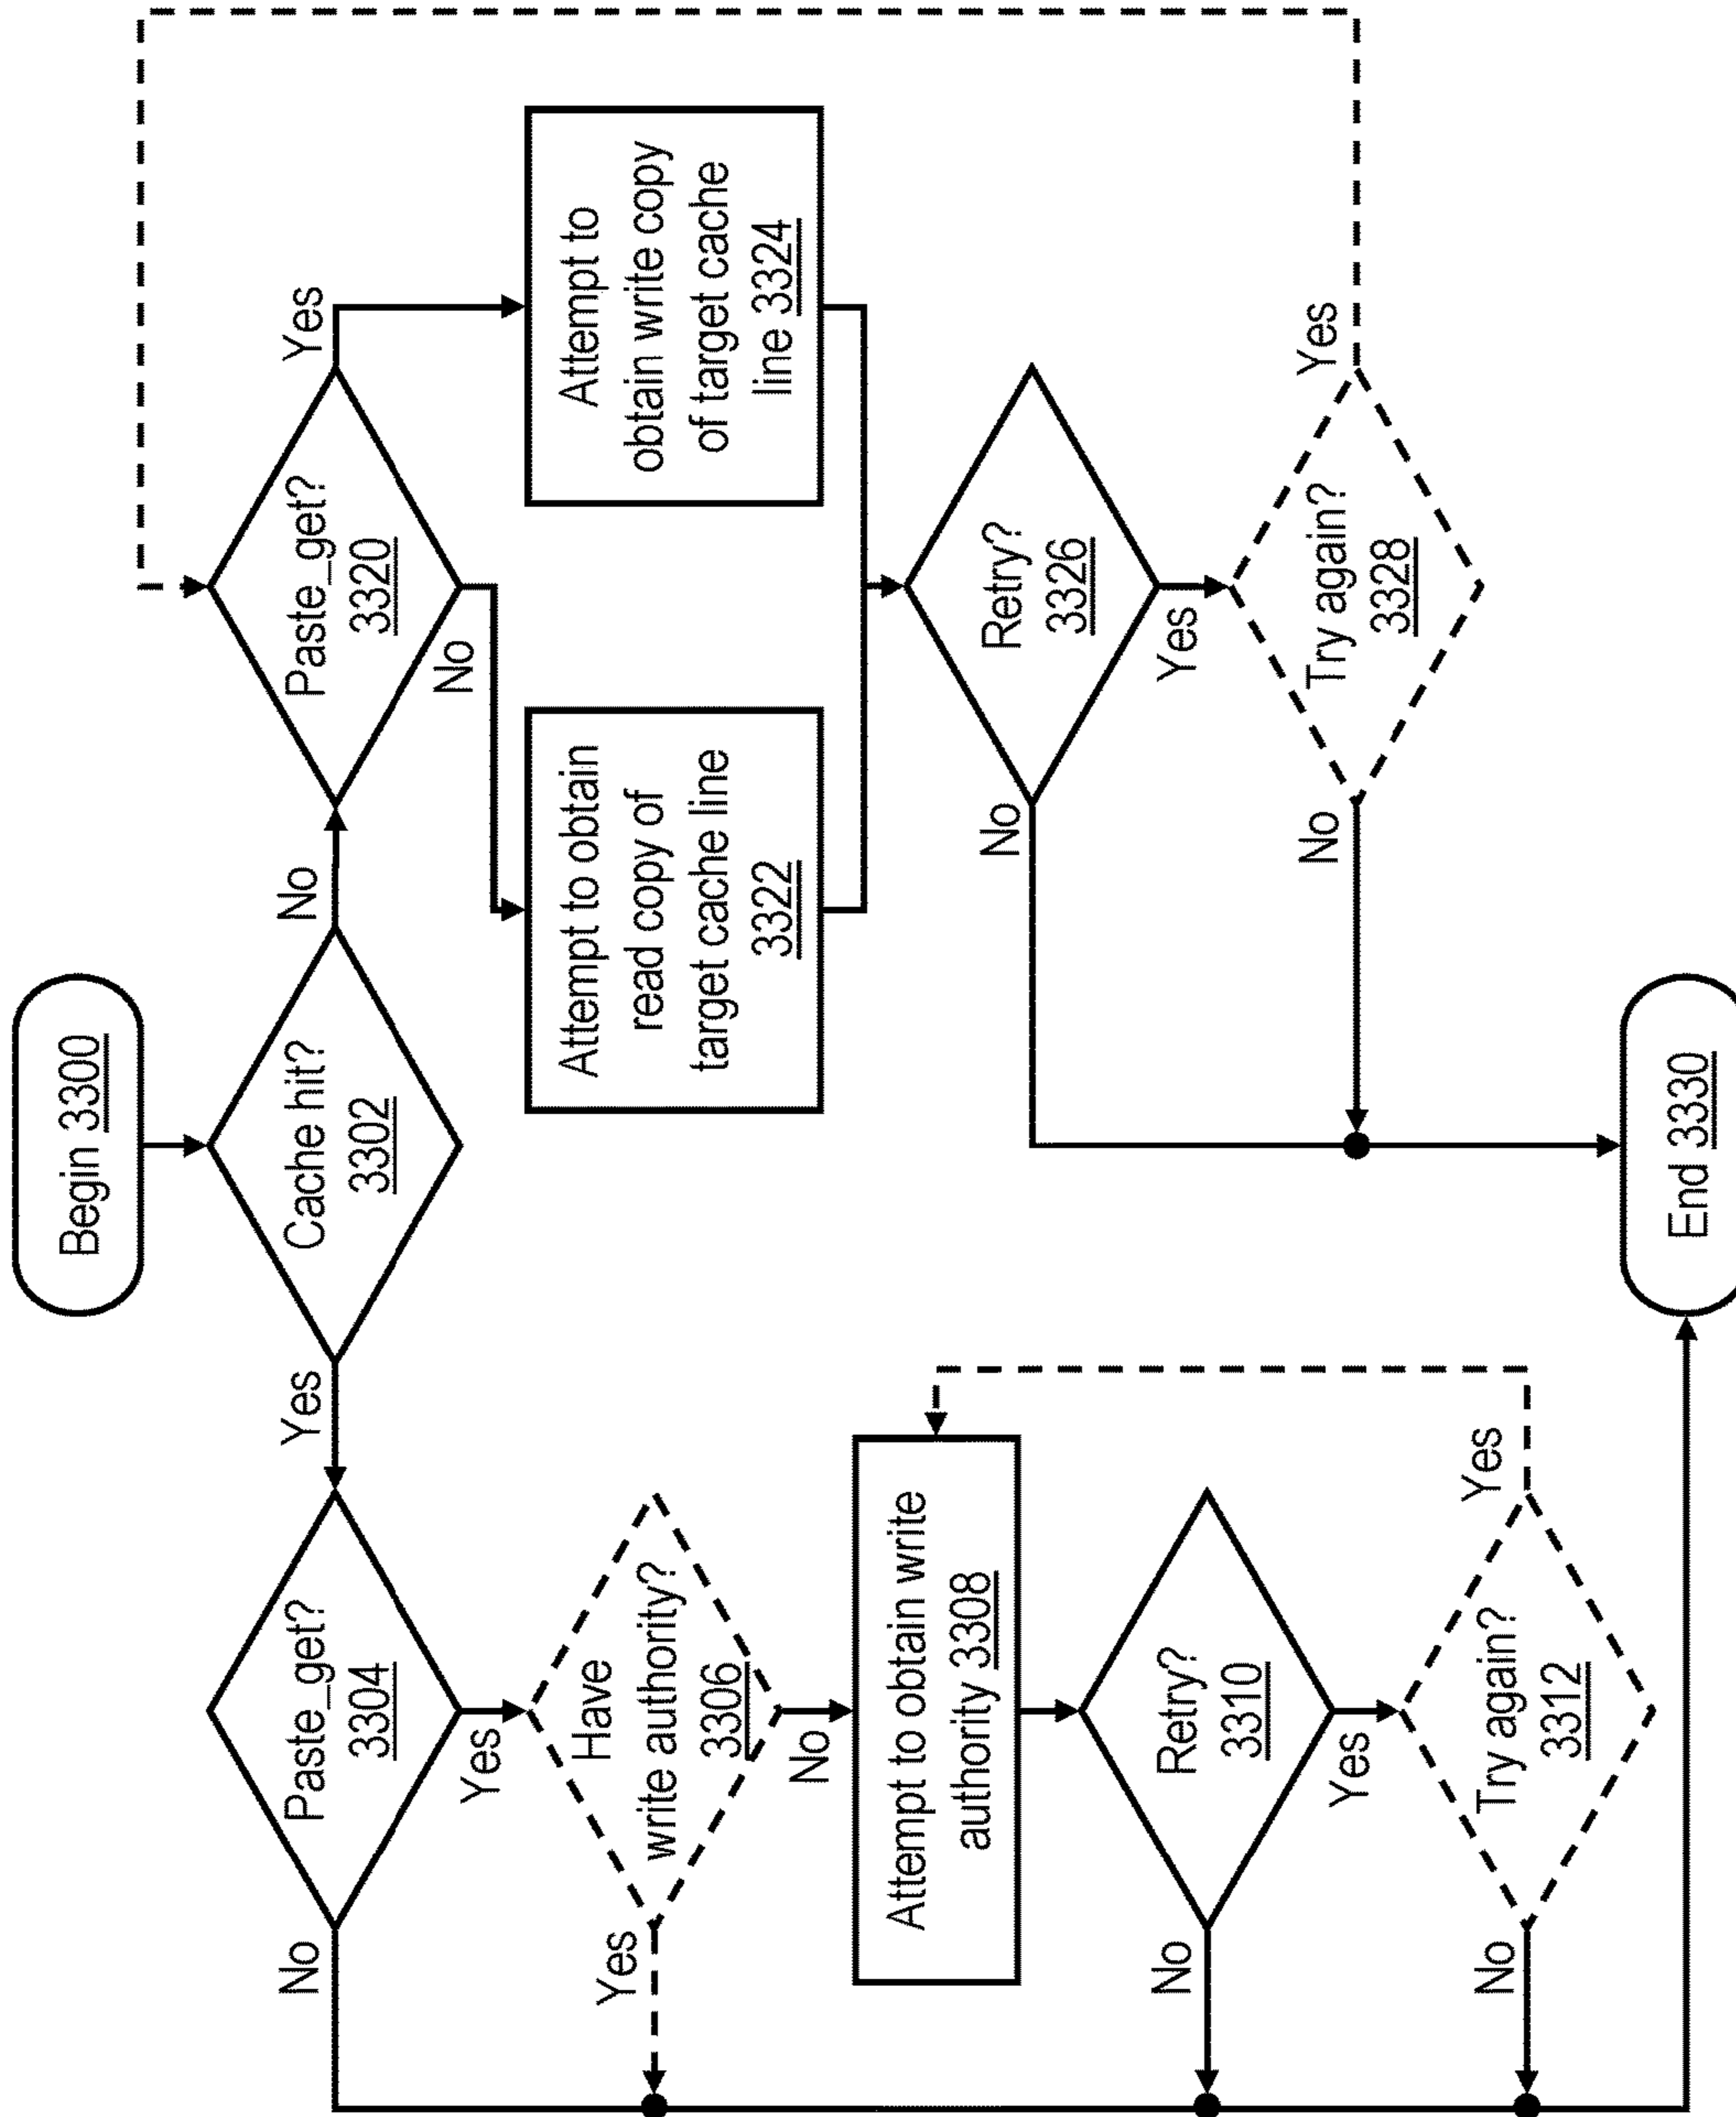 Begin 3300
Cache hit?
3302
Yes
No
Paste_get?
3304
No
Yes
Have
write authority?
3306
Yes
No
Attempt to obtain write
authority 3308
Retry?
3310
No
Yes
Try again?
3312
No
Yes
Paste_get?
3320
No
Yes
Attempt to obtain
read copy of
target cache line
3322
Attempt to
obtain write copy
of target cache
line 3324
Retry?
3326
No
Yes
Try again?
3328
No
Yes
End 3330